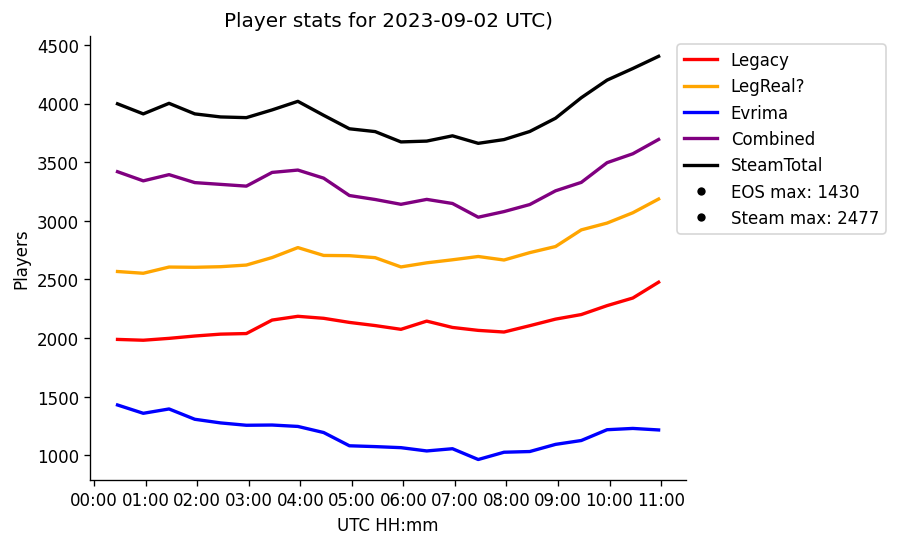 Player stats for 2023-09-02 UTC)
4500
4000
3500
3000
2500
2000
1500
1000
Players
00:00 01:00 02:00 03:00 04:00 05:00 06:00 07:00 08:00 09:00 10:00 11:00
UTC HH:mm
Legacy
LegReal?
Evrima
Combined
SteamTotal
EOS max: 1430
Steam max: 2477